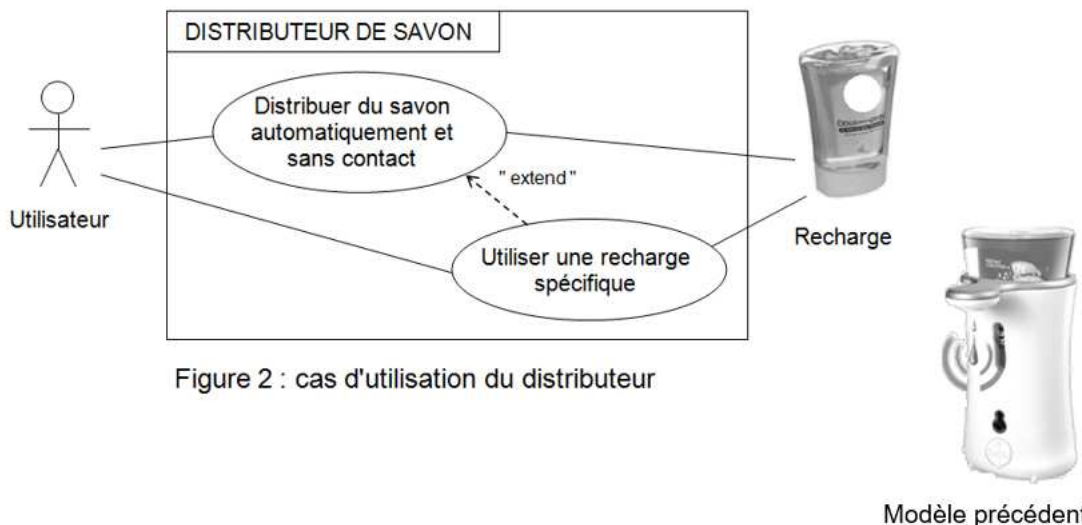 DISTRIBUTEUR DE SAVON
Distribuer du savon
automatiquement et
sans contact
" extend "
Utilisateur
Utiliser une recharge
spécifique
Recharge
Figure 2 : cas d'utilisation du distributeur
Modèle précédent